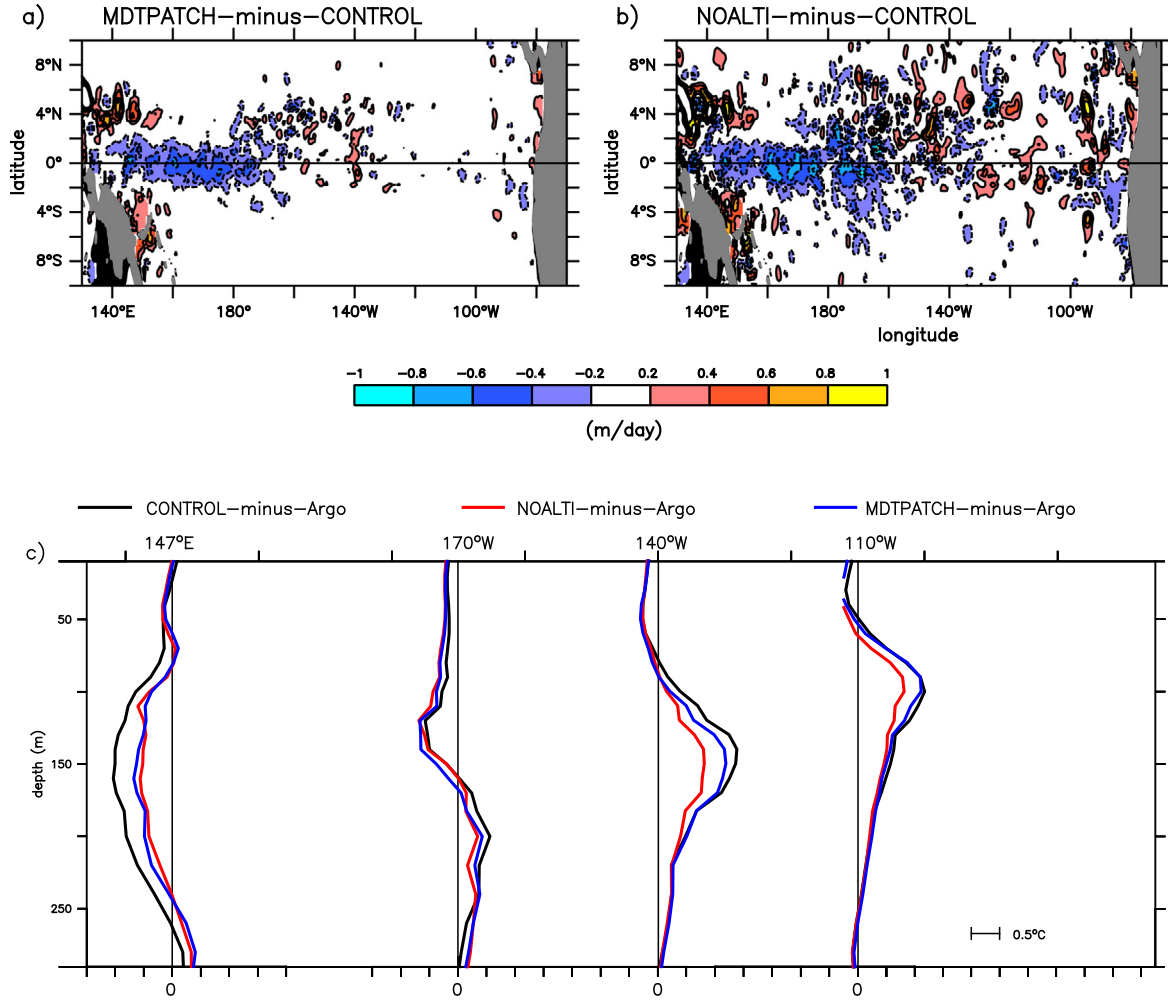 a) MDTPATCH−minus−CONTROL
b) NOALTI−minus−CONTROL
latitude
8°N
4°N
0°
4°S
8°S
140°E 180° 140°W 100°W
latitude
8°N
4°N
0°
4°S
8°S
140°E 180° 140°W 100°W
longitude
−1 −0.8 −0.6 −0.4 −0.2 0.2 0.4 0.6 0.8 1
(m/day)
CONTROL−minus−Argo NOALTI−minus−Argo MDTPATCH−minus−Argo
c) 147°E 170°W 140°W 110°W
depth (m)
50
150
250
0.5°C
0 0 0 0